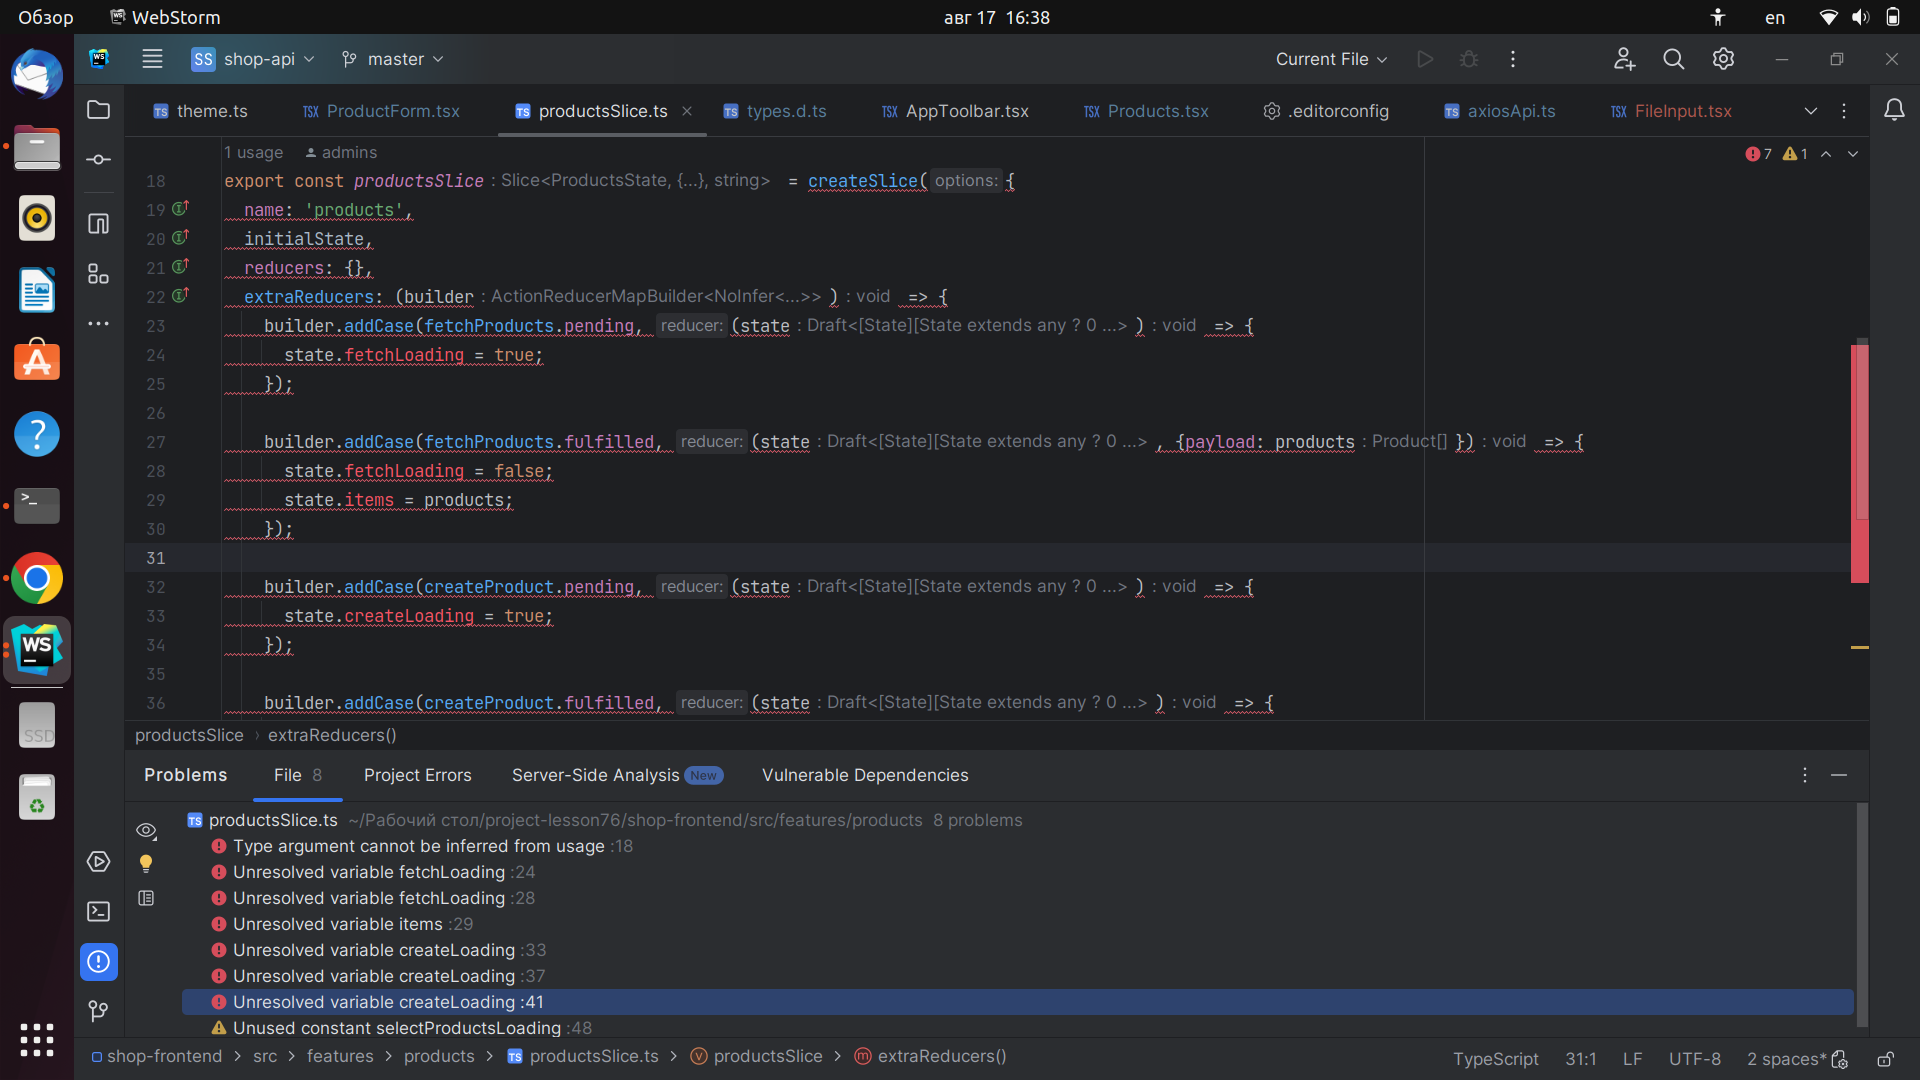 Обзор
WebStorm
авг 17 16:38
en
SS shop-api
master
Current File
theme.ts
ProductForm.tsx
productsSlice.ts
types.d.ts
AppToolbar.tsx
Products.tsx
.editorconfig
axiosApi.ts
FileInput.tsx
1 usage admins
7 1
18 export const productsSlice : Slice<ProductsState, {...}, string> = createSlice( options: {
19 name: 'products',
20 initialState,
21 reducers: {},
22 extraReducers: (builder : ActionReducerMapBuilder<NoInfer<...>> ) : void => {
23 builder.addCase(fetchProducts.pending, reducer: (state : Draft<[State][State extends any ? 0 ...> ) : void => {
24 state.fetchLoading = true;
25 });
26
27 builder.addCase(fetchProducts.fulfilled, reducer: (state : Draft<[State][State extends any ? 0 ...> , {payload: products : Product[] }) : void => {
28 state.fetchLoading = false;
29 state.items = products;
30 });
31
32 builder.addCase(createProduct.pending, reducer: (state : Draft<[State][State extends any ? 0 ...> ) : void => {
33 state.createLoading = true;
34 });
35
36 builder.addCase(createProduct.fulfilled, reducer: (state : Draft<[State][State extends any ? 0 ...> ) : void => {
productsSlice › extraReducers()
Problems
File 8
Project Errors
Server-Side Analysis New
Vulnerable Dependencies
productsSlice.ts ~/Рабочий стол/project-lesson76/shop-frontend/src/features/products 8 problems
Type argument cannot be inferred from usage :18
Unresolved variable fetchLoading :24
Unresolved variable fetchLoading :28
Unresolved variable items :29
Unresolved variable createLoading :33
Unresolved variable createLoading :37
Unresolved variable createLoading :41
Unused constant selectProductsLoading :48
shop-frontend > src > features > products > productsSlice.ts > productsSlice > extraReducers()
TypeScript
31:1
LF
UTF-8
2 spaces*
SSD
WS